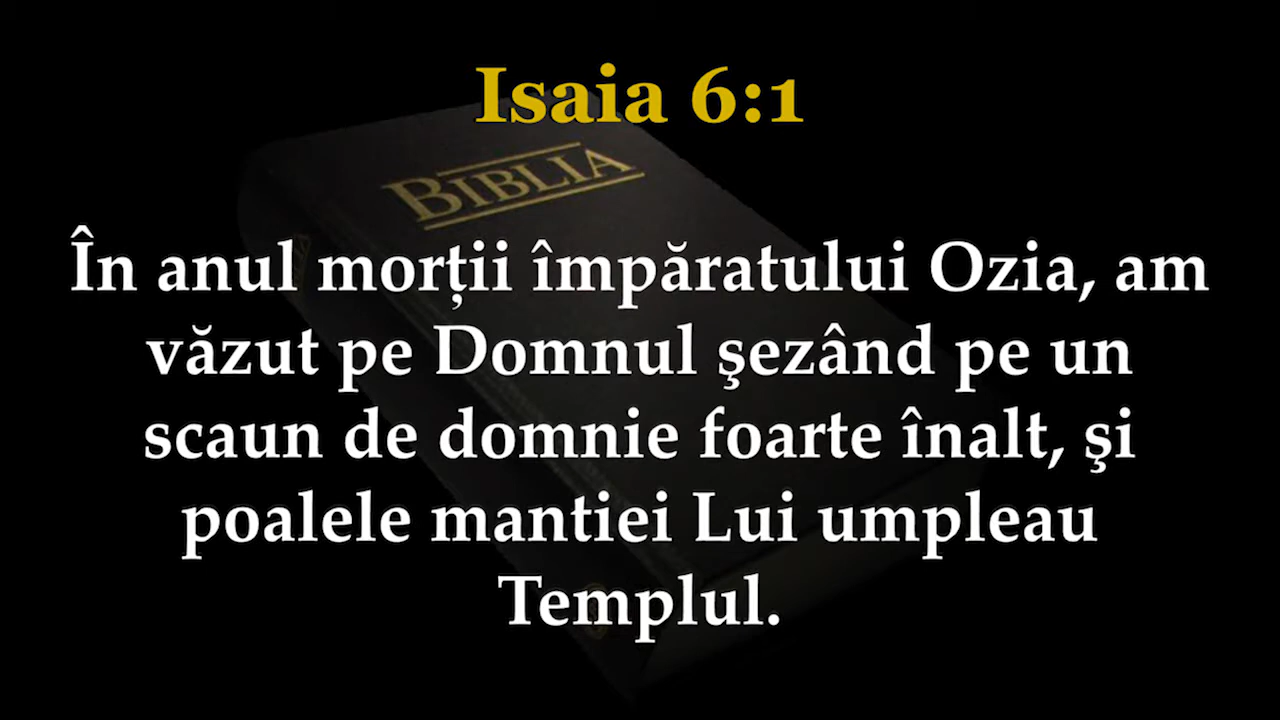 Isaia 6:1
BIBLIA
În anul morţii împăratului Ozia, am
văzut pe Domnul şezând pe un
scaun de domnie foarte înalt, şi
poalele mantiei Lui umpleau
Templul.